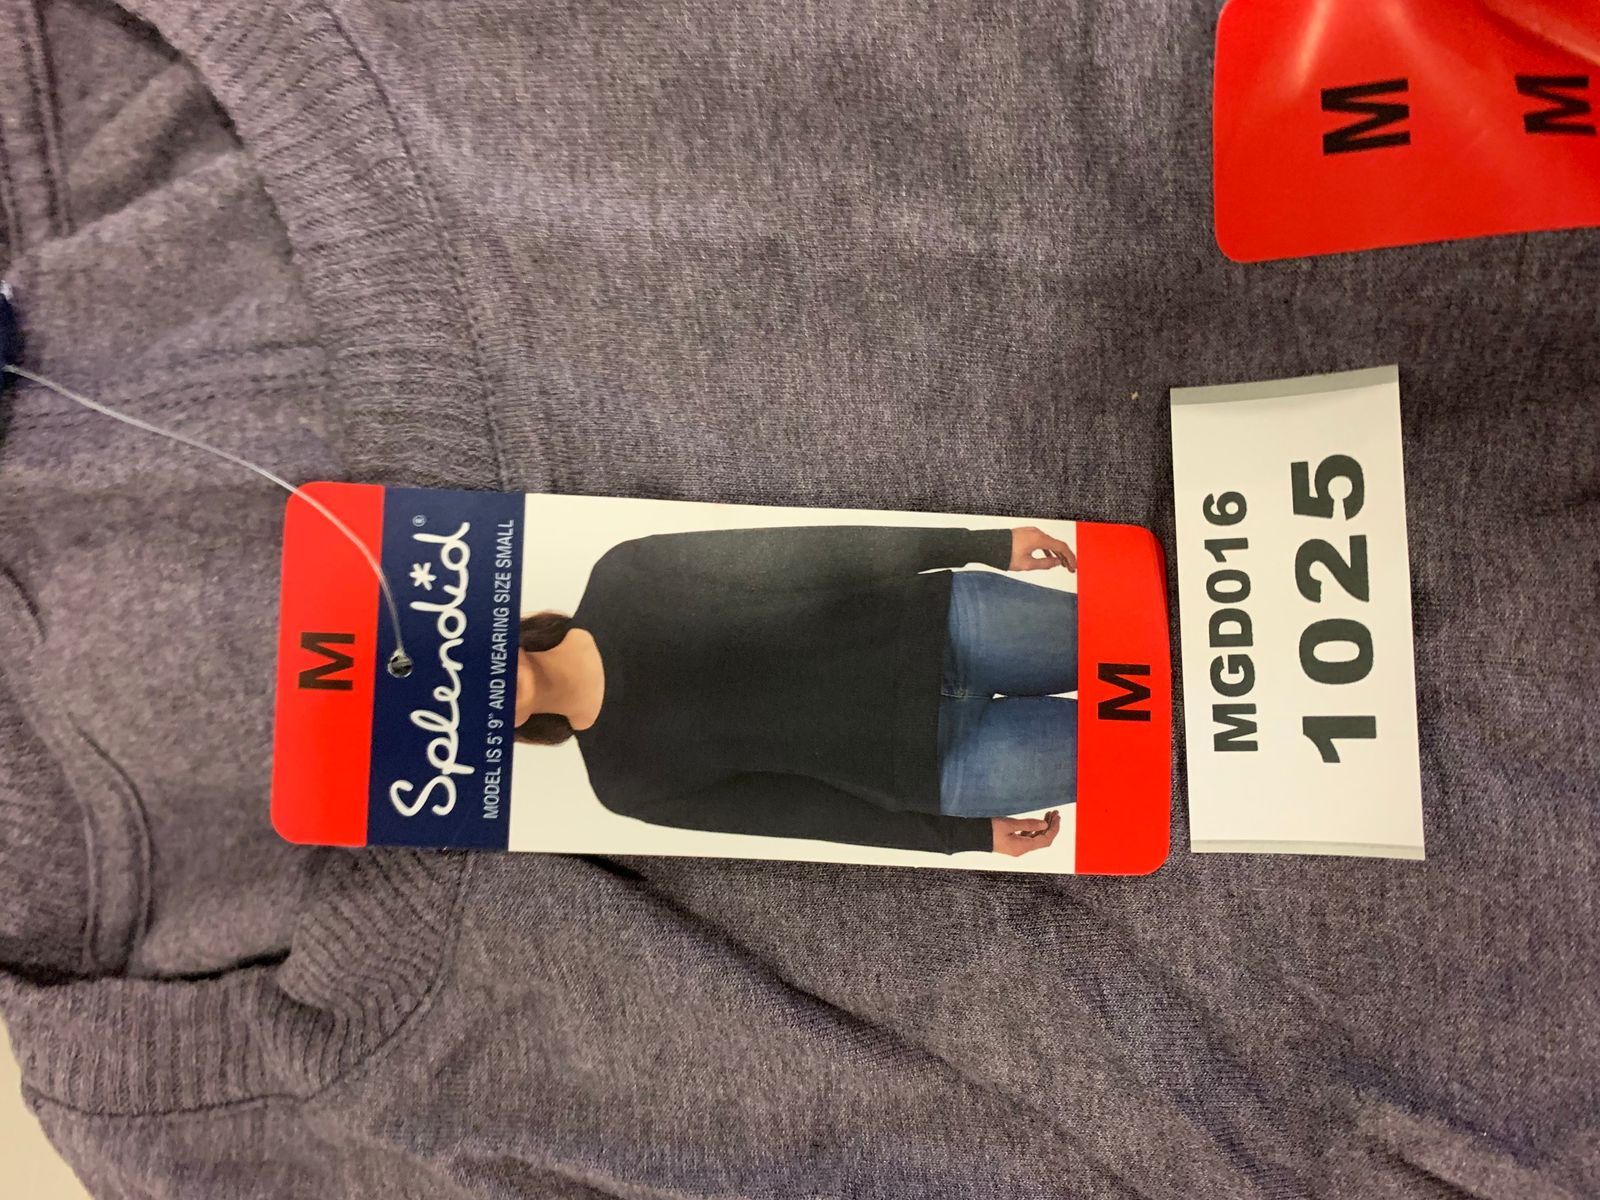 M
Splendid*®
MODEL IS 5' 9" AND WEARING SIZE SMALL
M
MGD016
1025
M
M